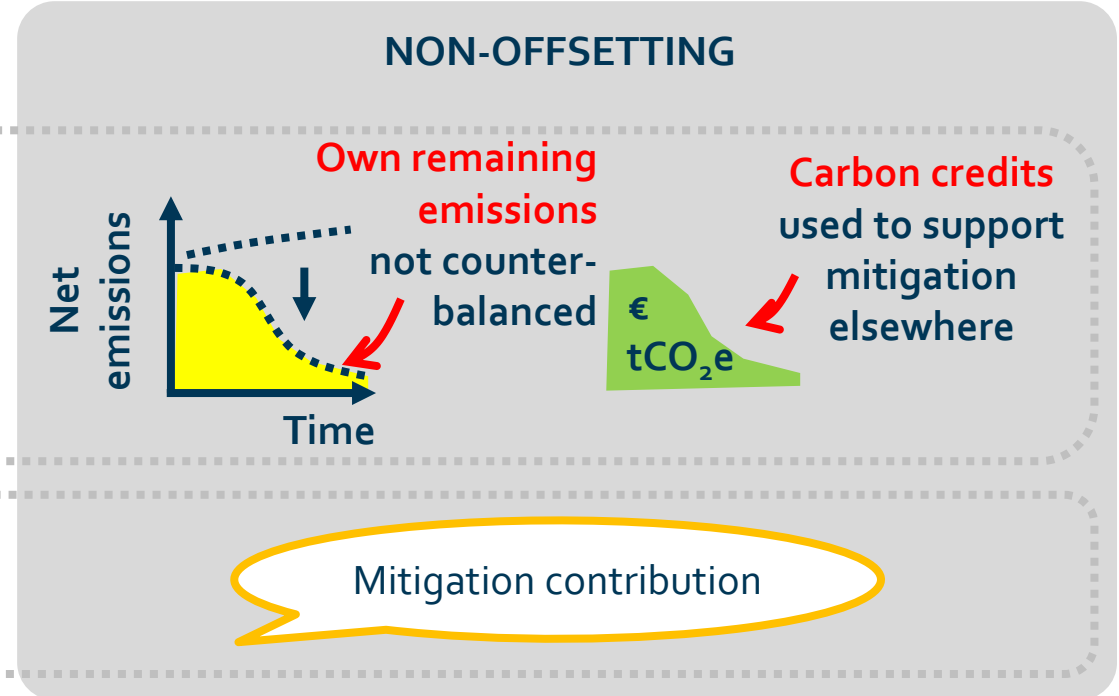 NON-OFFSETTING
Own remaining
emissions
not counter-
balanced
Net
emissions
Time
Carbon credits
used to support
mitigation
elsewhere
€
tCO₂e
Mitigation contribution